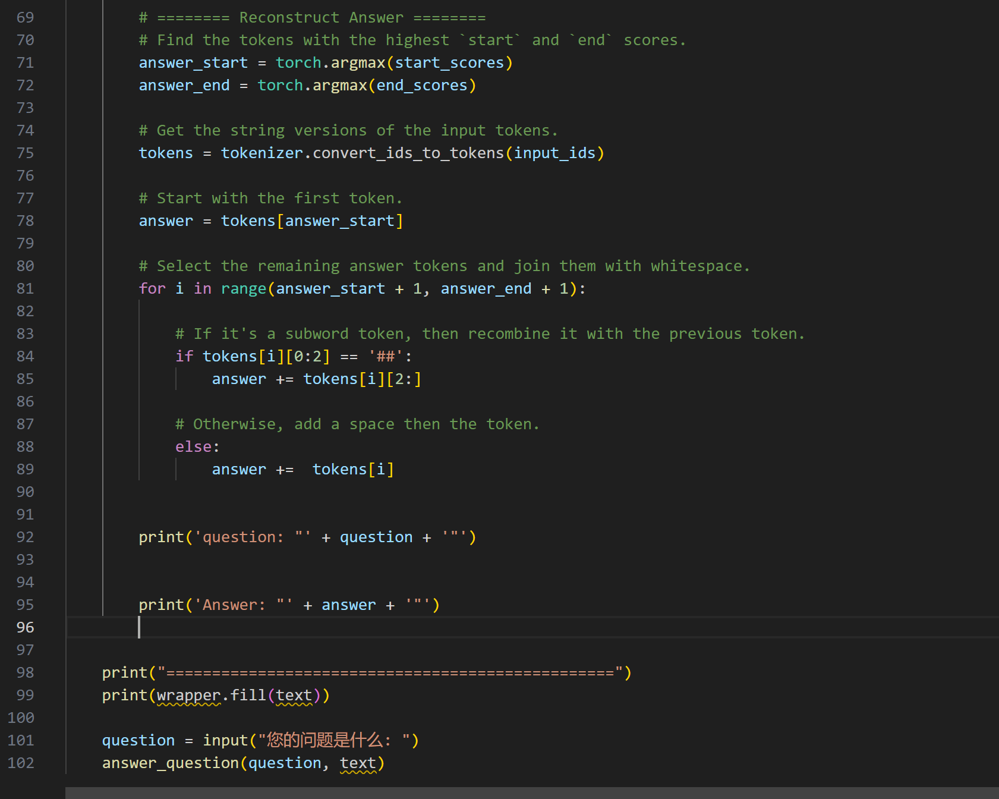 69 # ======== Reconstruct Answer ========
70 # Find the tokens with the highest `start` and `end` scores.
71 answer_start = torch.argmax(start_scores)
72 answer_end = torch.argmax(end_scores)
73
74 # Get the string versions of the input tokens.
75 tokens = tokenizer.convert_ids_to_tokens(input_ids)
76
77 # Start with the first token.
78 answer = tokens[answer_start]
79
80 # Select the remaining answer tokens and join them with whitespace.
81 for i in range(answer_start + 1, answer_end + 1):
82
83 # If it's a subword token, then recombine it with the previous token.
84 if tokens[i][0:2] == '##':
85 answer += tokens[i][2:]
86
87 # Otherwise, add a space then the token.
88 else:
89 answer +=  tokens[i]
90
91
92 print('question: "' + question + '"')
93
94
95 print('Answer: "' + answer + '"')
96
97
98 print("=================================================")
99 print(wrapper.fill(text))
100
101 question = input("您的问题是什么: ")
102 answer_question(question, text)